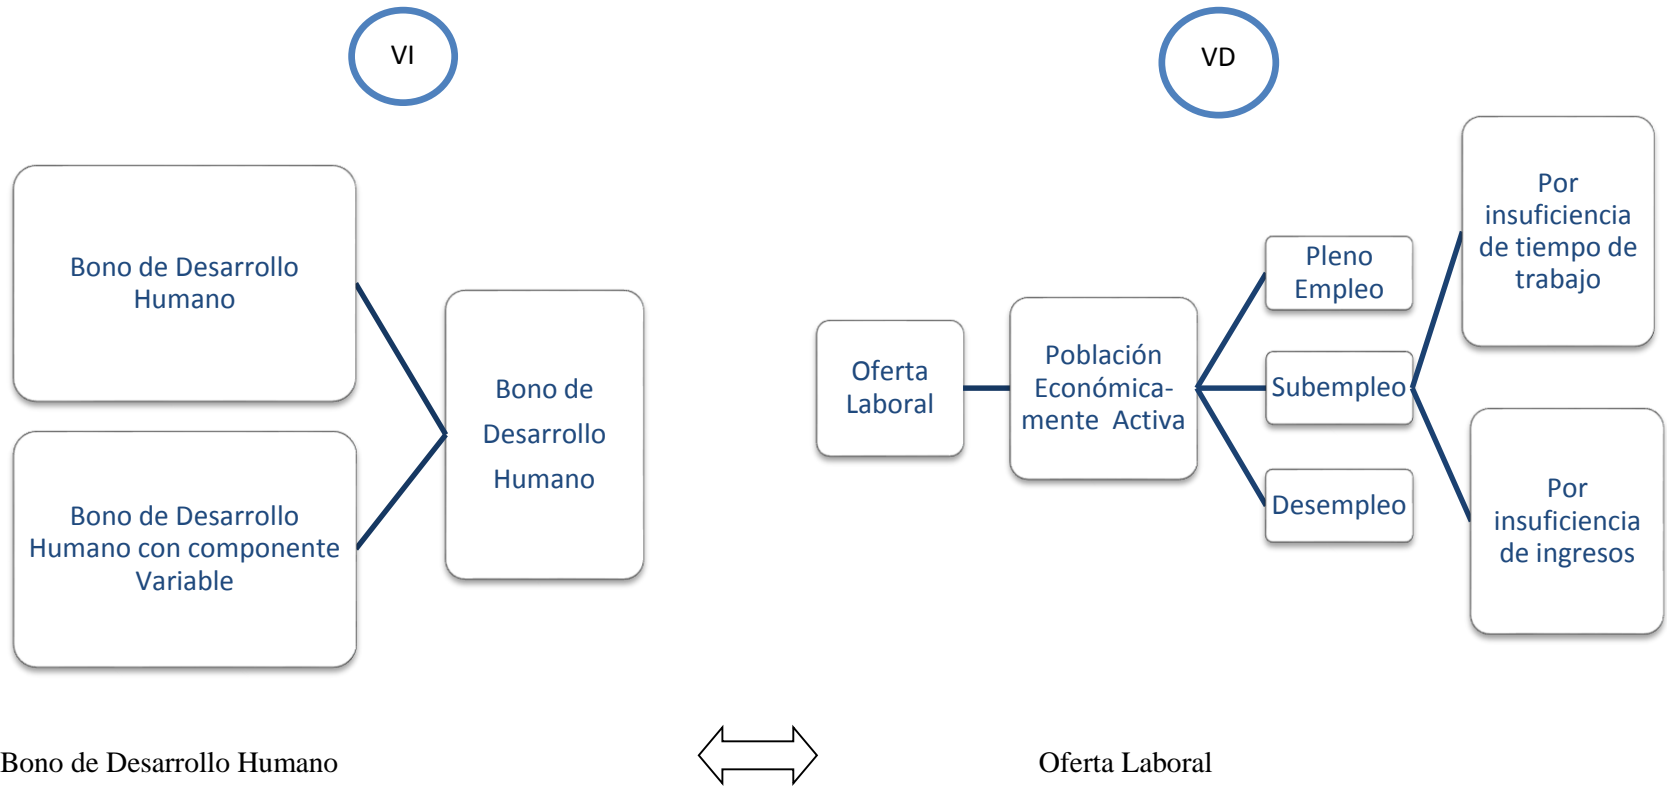 VI
VD
Bono de Desarrollo
Humano
Bono de Desarrollo
Humano con componente
Variable
Bono de
Desarrollo
Humano
Oferta
Laboral
Población
Económica-
mente Activa
Pleno
Empleo
Subempleo
Desempleo
Por
insuficiencia
de tiempo de
trabajo
Por
insuficiencia
de ingresos
Bono de Desarrollo Humano
Oferta Laboral